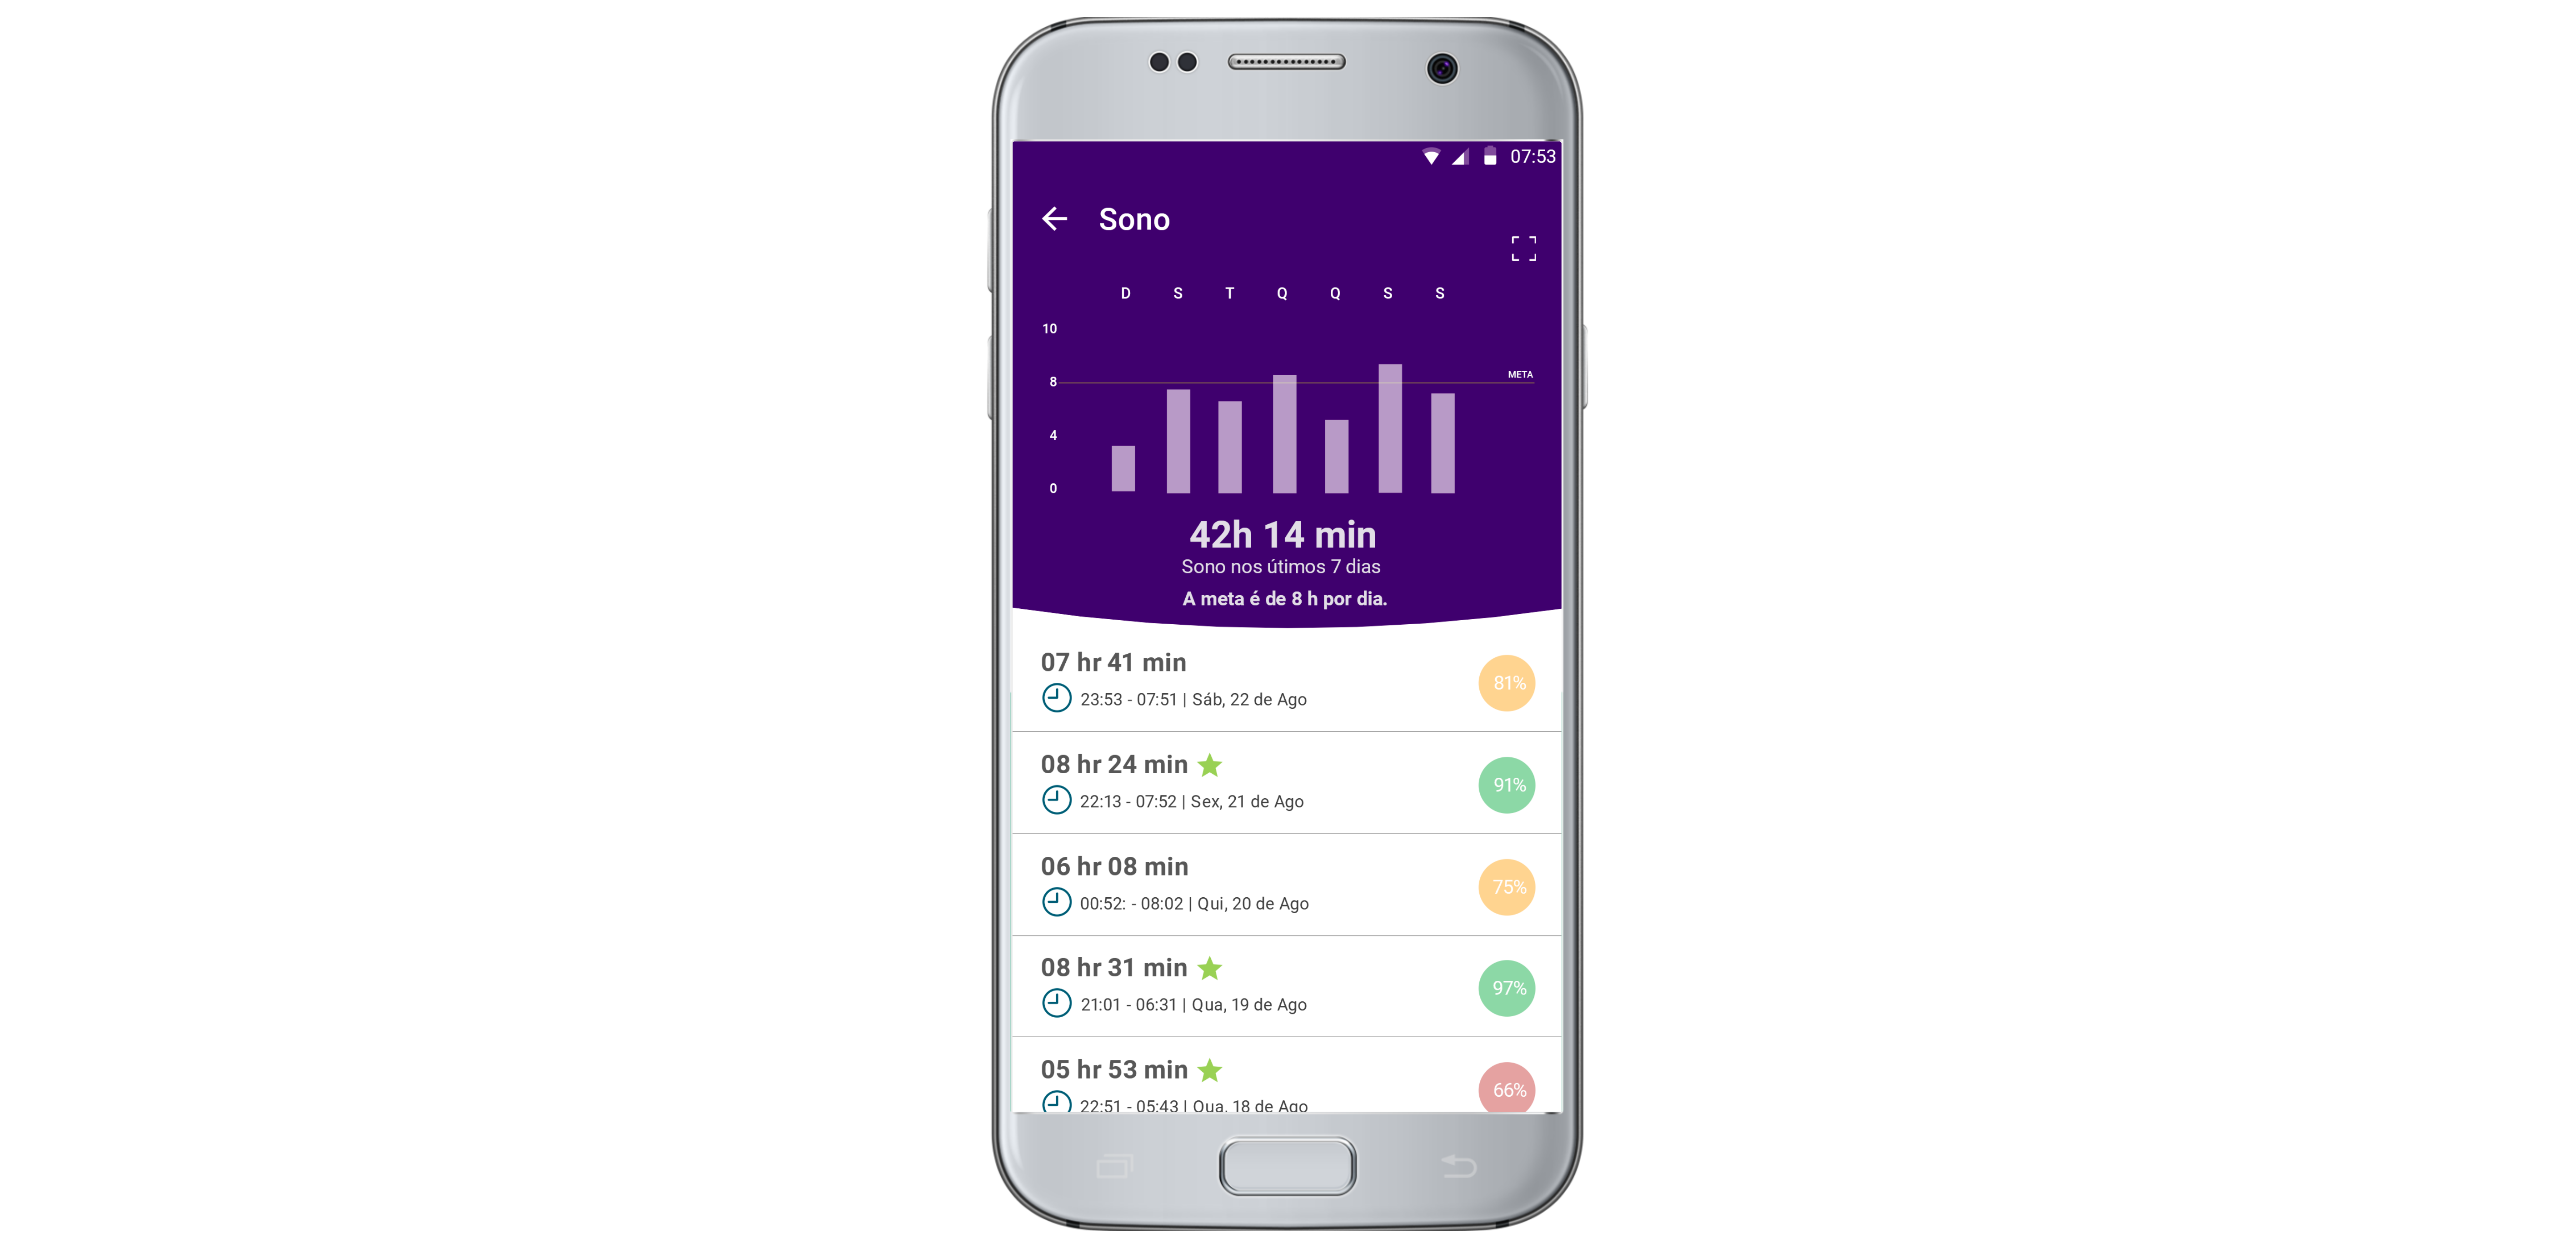 07:53
Sono
D S T Q Q S S
10
META
8
4
0
42h 14 min
Sono nos útimos 7 dias
A meta é de 8 h por dia.
07 hr 41 min
81%
23:53 - 07:51 | Sáb, 22 de Ago
08 hr 24 min
91%
22:13 - 07:52 | Sex, 21 de Ago
06 hr 08 min
75%
00:52: - 08:02 | Qui, 20 de Ago
08 hr 31 min
97%
21:01 - 06:31 | Qua, 19 de Ago
05 hr 53 min
66%
22:51 - 05:43 | Qua, 18 de Ago